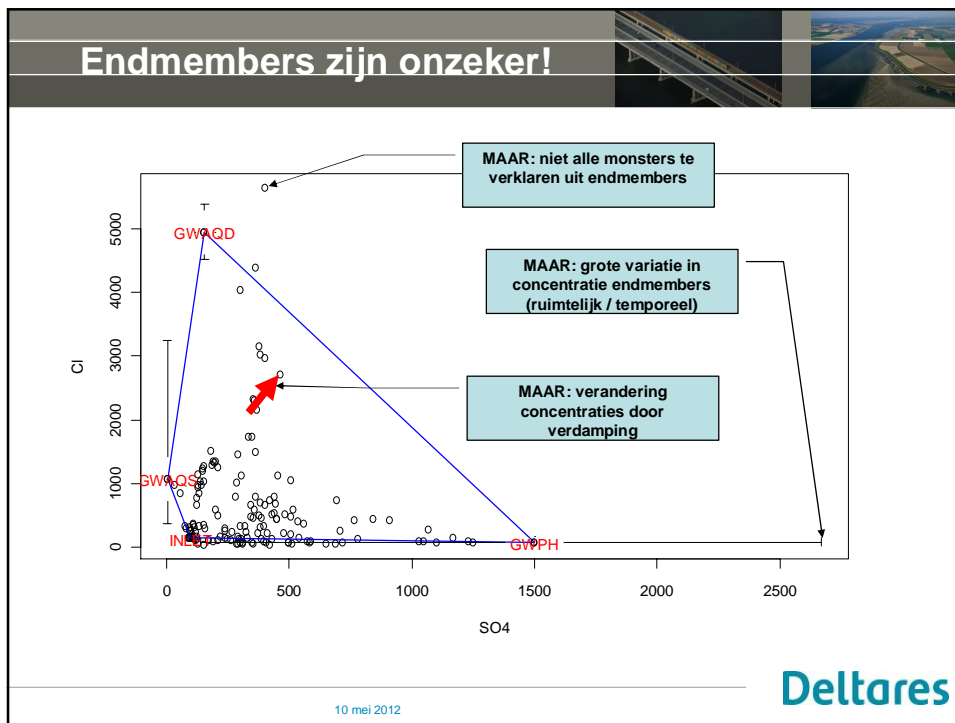 Endmembers zijn onzeker!
MAAR: niet alle monsters te
verklaren uit endmembers
MAAR: grote variatie in
concentratie endmembers
(ruimtelijk / temporeel)
MAAR: verandering
concentraties door
verdamping
Cl
5000
4000
3000
2000
1000
0
GWAQD
GWAQS
INLET
GWPH
0
500
1000
1500
2000
2500
SO4
10 mei 2012
Deltares